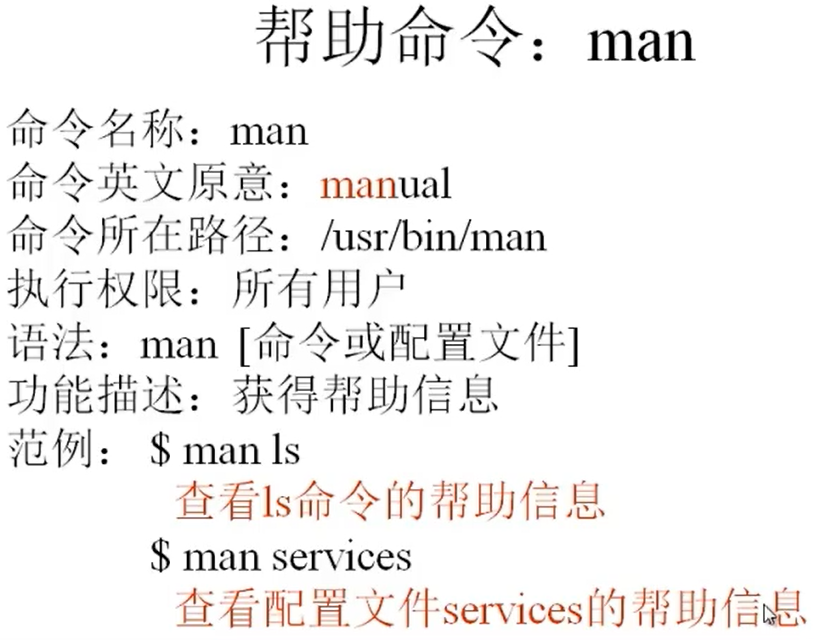 帮助命令：man
命令名称：man
命令英文原意：manual
命令所在路径：/usr/bin/man
执行权限：所有用户
语法：man [命令或配置文件]
功能描述：获得帮助信息
范例： $ man ls
查看ls命令的帮助信息
$ man services
查看配置文件services的帮助信息